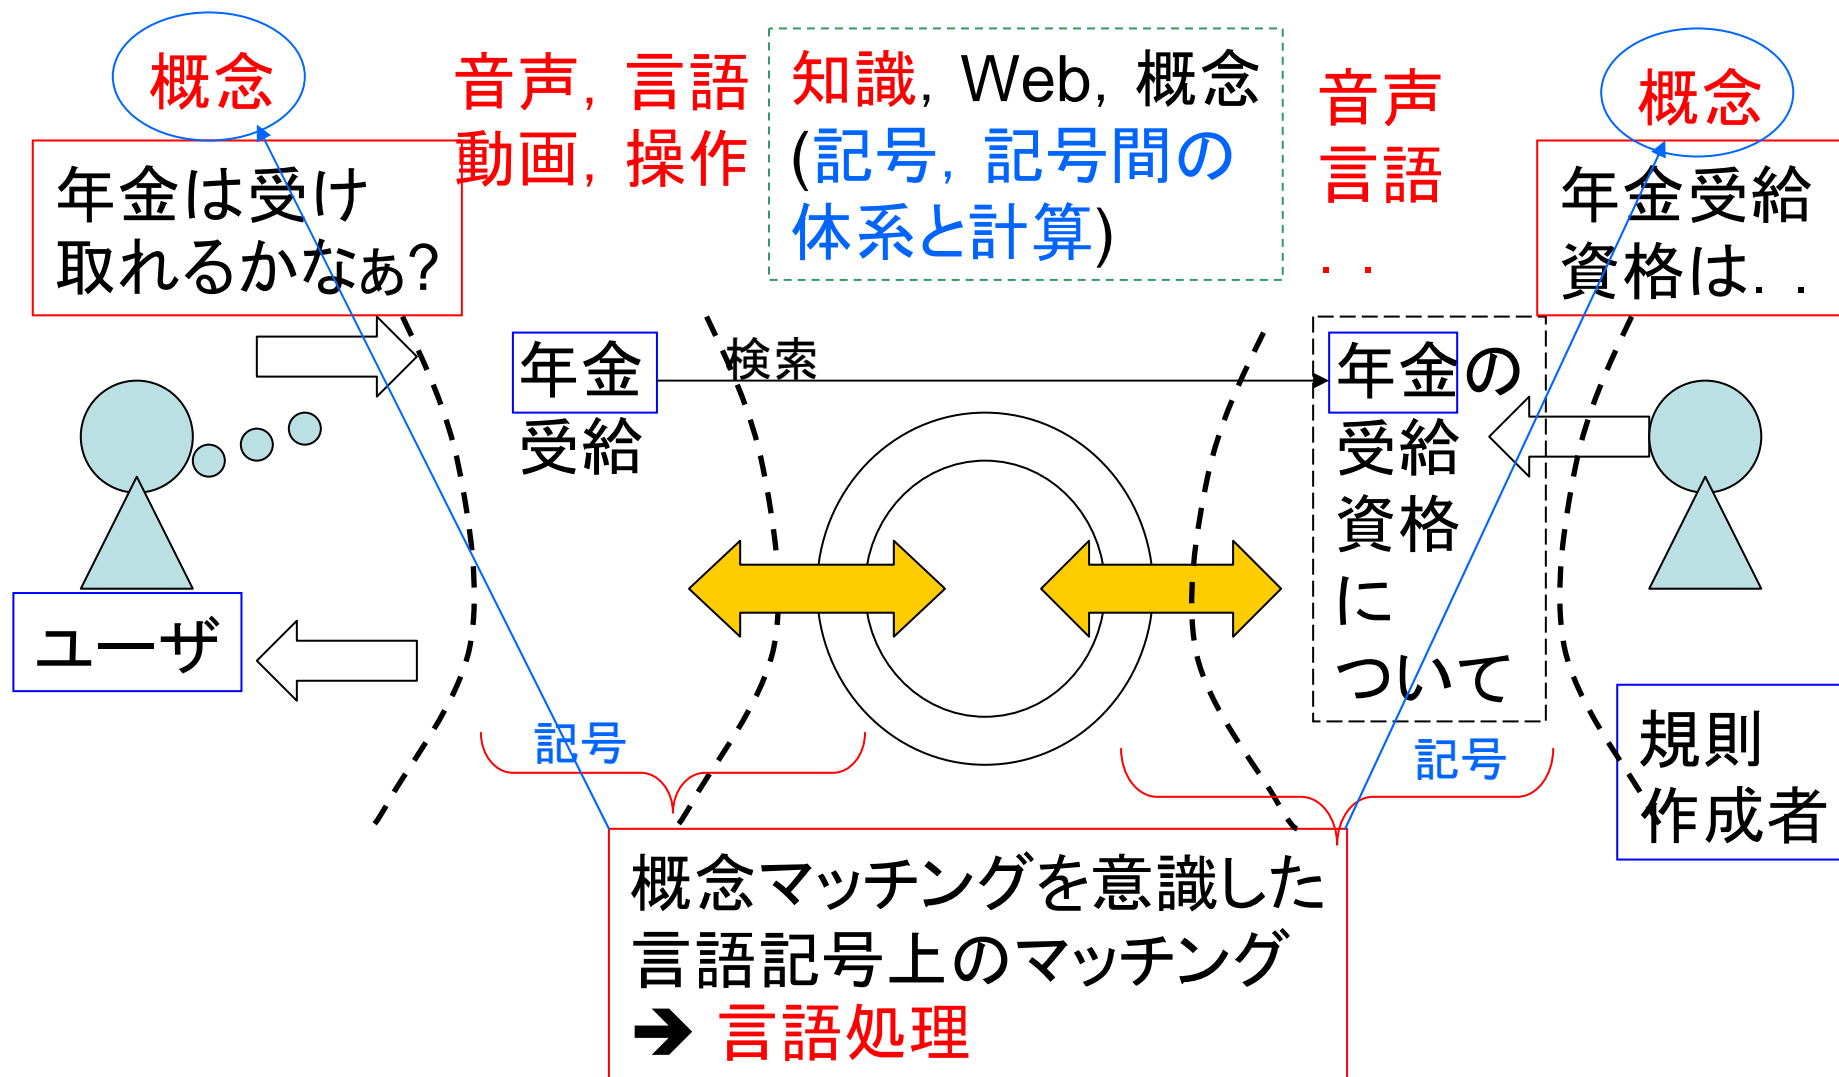 概念
年金は受け
取れるかなぁ?
音声，言語
動画，操作
知識，Web，概念
(記号，記号間の
体系と計算)
音声
言語
．．
概念
年金受給
資格は．．
年金
受給
検索
年金の
受給
資格
に
ついて
ユーザ
規則
作成者
記号
記号
概念マッチングを意識した
言語記号上のマッチング
➔ 言語処理